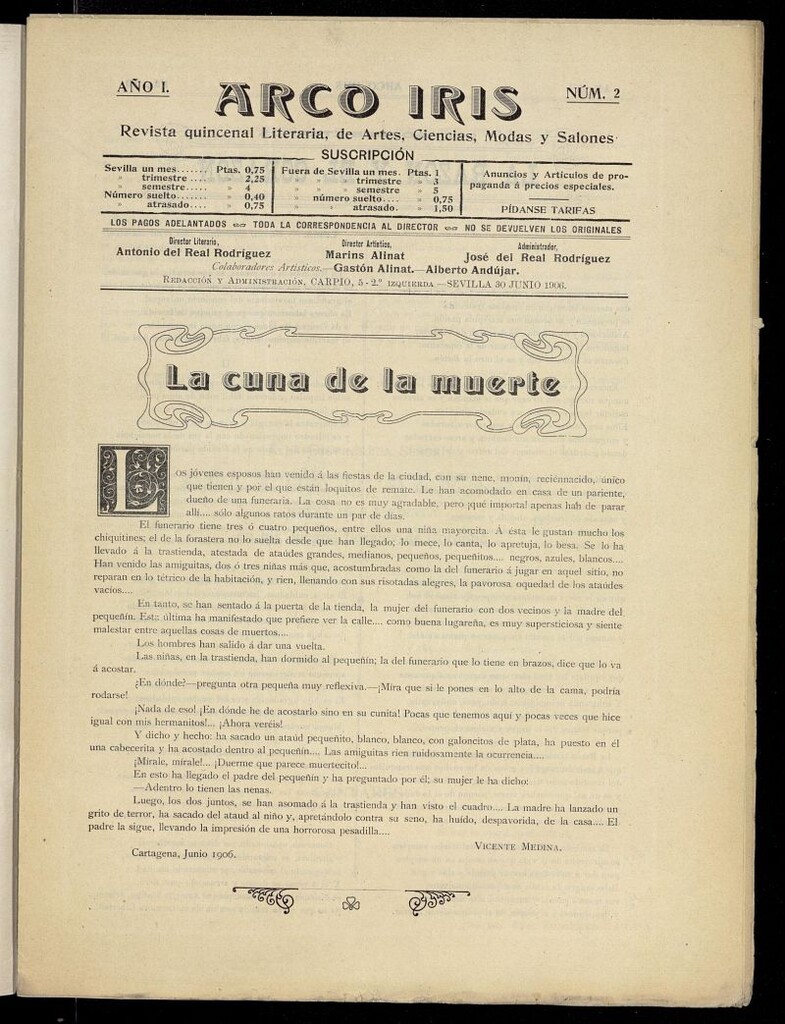 AÑO I.
ARCO IRIS
NÚM. 2
Revista quincenal Literaria, de Artes, Ciencias, Modas y Salones
SUSCRIPCIÓN
Sevilla un mes....... Ptas. 0,75
» trimestre .... » 2,25
» semestre..... » 4
Número suelto....... » 0,40
» atrasado.... » 0,75
Fuera de Sevilla un mes. Ptas. 1
» » » trimestre » 3
» » » semestre » 5
» » número suelto.... » 0,75
» » » atrasado. » 1,50
Anuncios y Artículos de pro-
paganda á precios especiales.
PÍDANSE TARIFAS
LOS PAGOS ADELANTADOS TODA LA CORRESPONDENCIA AL DIRECTOR NO SE DEVUELVEN LOS ORIGINALES
Director Literario,
Antonio del Real Rodríguez
Director Artístico,
Marins Alinat
Administrador,
José del Real Rodríguez
Colaboradores Artísticos.—Gastón Alinat.—Alberto Andújar.
REDACCIÓN Y ADMINISTRACIÓN, CARPIO, 5 - 2.º IZQUIERDA —SEVILLA 30 JUNIO 1906.
La cuna de la muerte
LOS jóvenes esposos han venido á las fiestas de la ciudad, con su nene, monín, reciénnacido, único
que tienen y por el que están loquitos de remate. Le han acomodado en casa de un pariente,
dueño de una funeraria. La cosa no es muy agradable, pero ¡qué importa! apenas luh de parar
allí.... sólo algunos ratos durante un par de días.
El funerario tiene tres ó cuatro pequeños, entre ellos una niña mayorcita. Á ésta le gustan mucho los
chiquitines; el de la forastera no lo suelta desde que han llegado; lo mece, lo canta, lo apretuja, lo besa. Se lo ha
llevado á la trastienda, atestada de ataúdes grandes, medianos, pequeños, pequeñitos.... negros, azules, blancos....
Han venido las amiguitas, dos ó tres niñas más que, acostumbradas como la del funerario á jugar en aquel sitio, no
reparan en lo tétrico de la habitación, y rien, llenando con sus risotadas alegres, la pavorosa oquedad de los ataúdes
vacíos....
En tanto, se han sentado á la puerta de la tienda, la mujer del funerario con dos vecinos y la madre del
pequeñín. Esta última ha manifestado que prefiere ver la calle.... como buena lugareña, es muy supersticiosa y siente
malestar entre aquellas cosas de muertos....
Los hombres han salido á dar una vuelta.
Las niñas, en la trastienda, han dormido al pequeñín; la del funerario que lo tiene en brazos, dice que lo va
á acostar.
¿En dónde?—pregunta otra pequeña muy reflexiva.—¡Mira que si le pones en lo alto de la cama, podría
rodarse!
¡Nada de eso! ¡En dónde he de acostarlo sino en su cunita! Pocas que tenemos aquí y pocas veces que hice
igual con mis hermanitos!... ¡Ahora veréis!
Y dicho y hecho: ha sacado un ataúd pequeñito, blanco, blanco, con galoncitos de plata, ha puesto en él
una cabecerita y ha acostado dentro al pequeñín.... Las amiguitas rien ruidosamente la ocurrencia....
¡Mírale, mírale!... ¡Duerme que parece muertecito!...
En esto ha llegado el padre del pequeñín y ha preguntado por él; su mujer le ha dicho:
—Adentro lo tienen las nenas.
Luego, los dos juntos, se han asomado á la trastienda y han visto el cuadro.... La madre ha lanzado un
grito de terror, ha sacado del ataud al niño y, apretándolo contra su seno, ha huído, despavorida, de la casa.... El
padre la sigue, llevando la impresión de una horrorosa pesadilla....
VICENTE MEDINA.
Cartagena, Junio 1906.